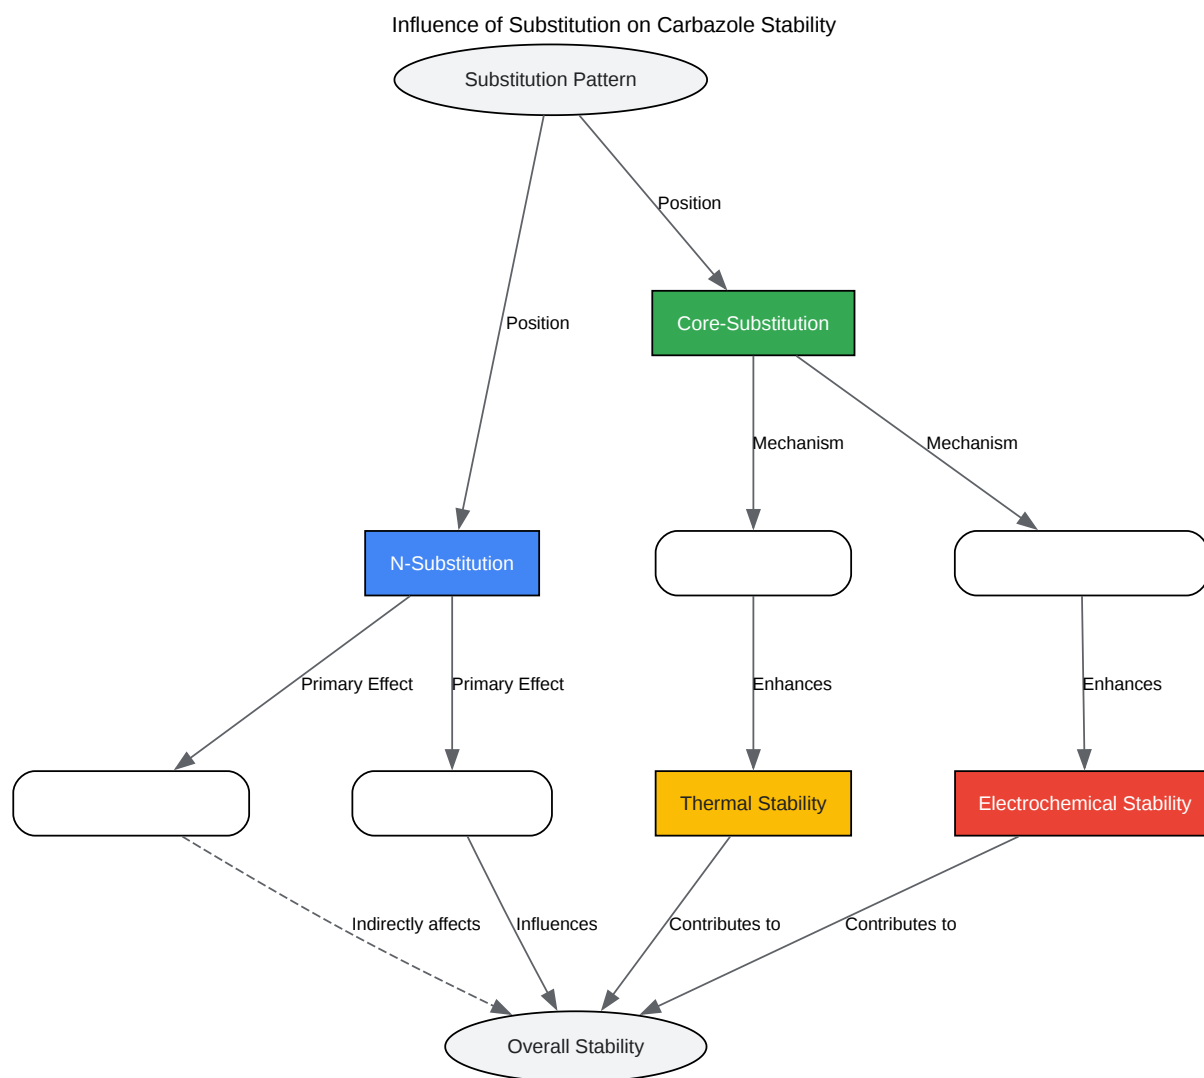 Influence of Substitution on Carbazole Stability
Substitution Pattern
Position
Core-Substitution
Position
Mechanism
Mechanism
N-Substitution
Primary Effect
Primary Effect
Enhances
Enhances
Thermal Stability
Electrochemical Stability
Indirectly affects
Influences
Contributes to
Contributes to
Overall Stability